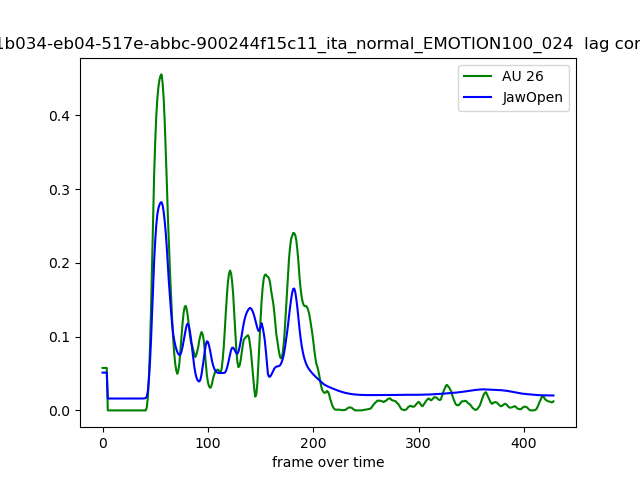 1b034-eb04-517e-abbc-900244f15c11_ita_normal_EMOTION100_024 lag cor
AU 26
JawOpen
0.4
0.3
0.2
0.1
0.0
0 100 200 300 400
frame over time